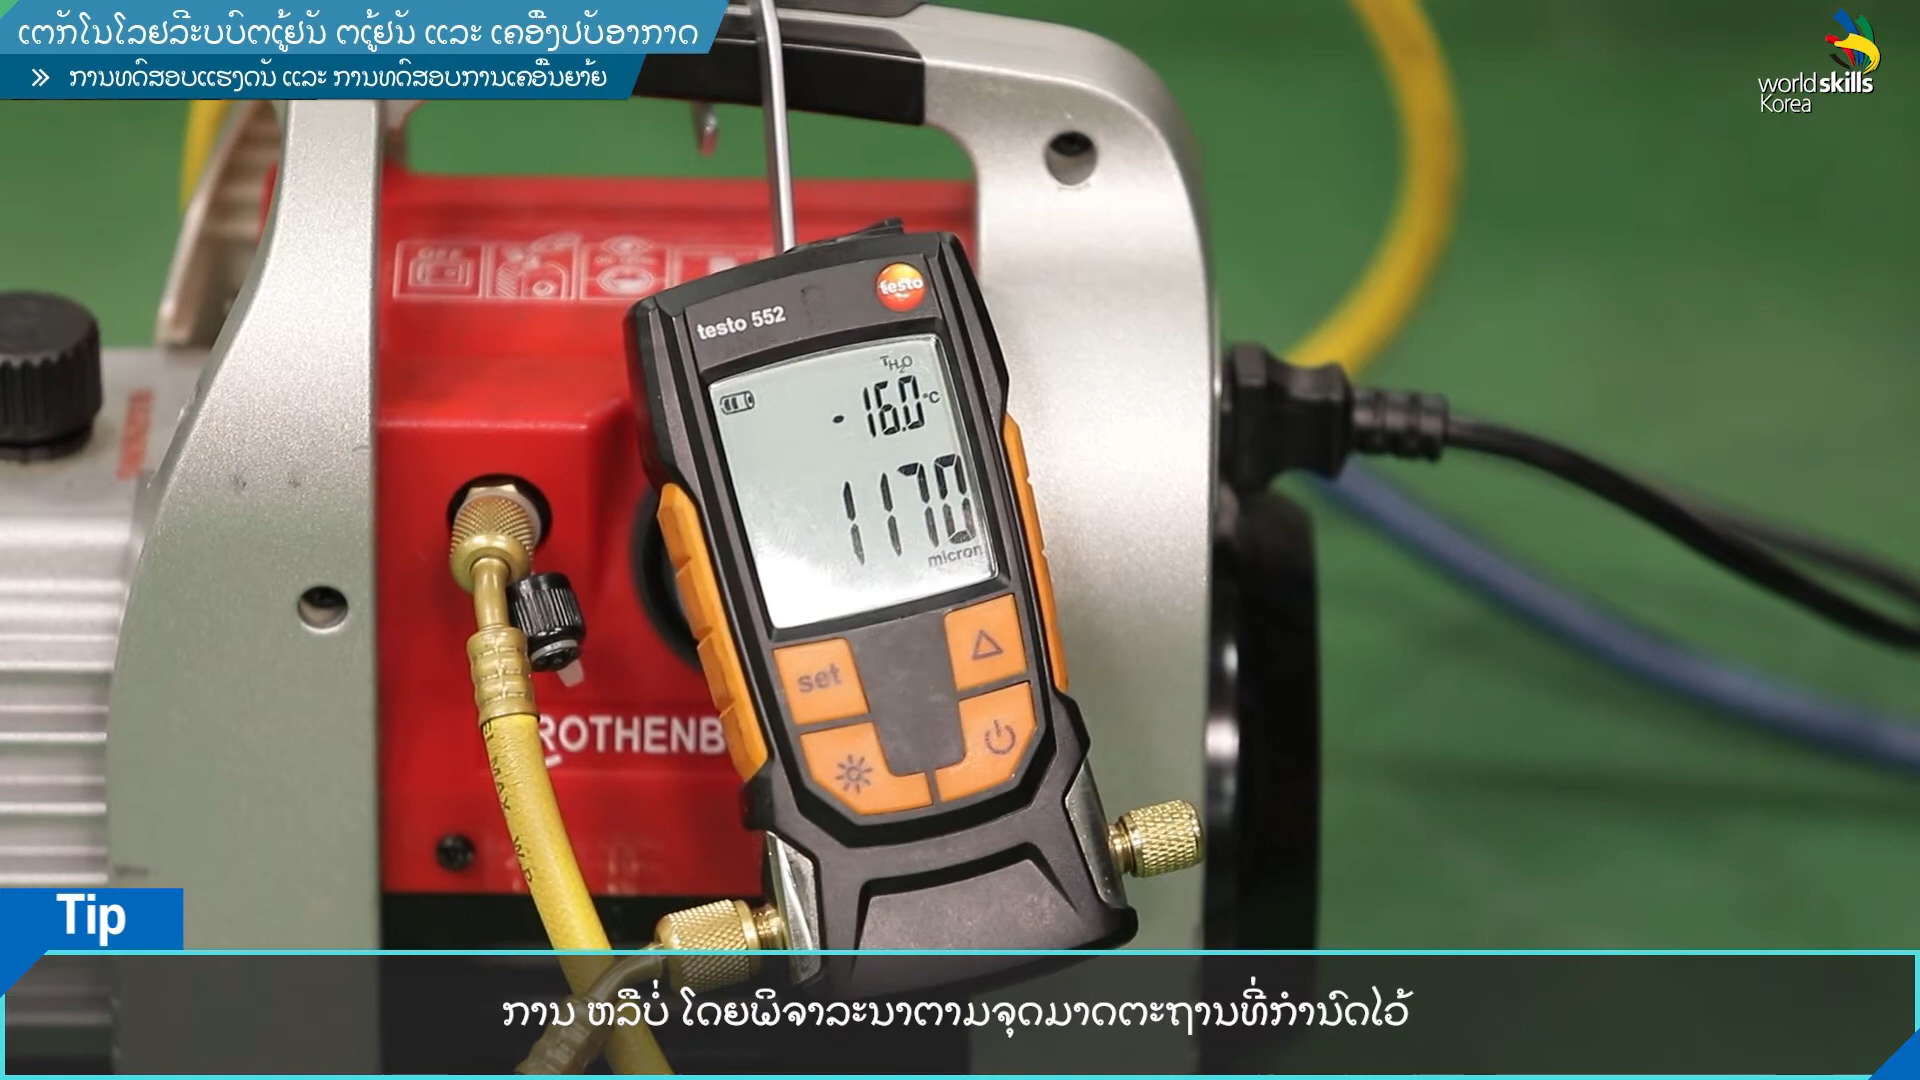 ເຕັກໂນໂລຢີລະບົບຕູ້ເຢັນ ຕູ້ເຢັນ ແລະ ເຄື່ອງປັບອາກາດ
ການທົດສອບແຮງດັນ ແລະ ການທົດສອບການເຄື່ອນຍ້າຍ
worldskills
Korea
testo
testo 552
TH₂O
-16.0 °C
1170
micron
set
ROTHENB
Tip
ການ ຫລືບໍ່ ໂດຍພິຈາລະນາຕາມຈຸດມາດຕະຖານທີ່ກຳນົດໄວ້